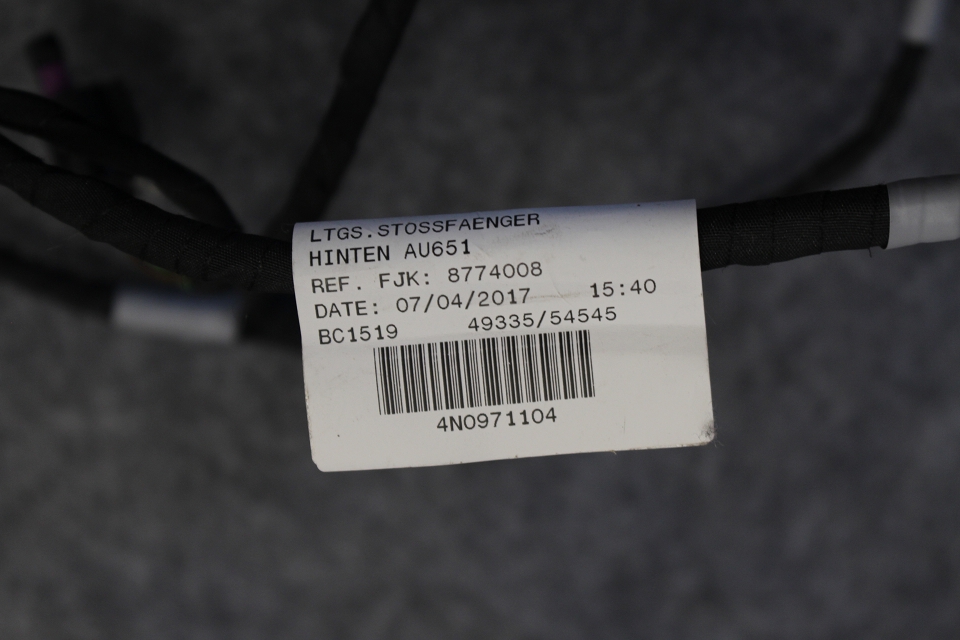 LTGS.STOSSFAENGER
HINTEN AU651
REF. FJK: 8774008
DATE: 07/04/2017 15:40
BC1519 49335/54545
4N0971104